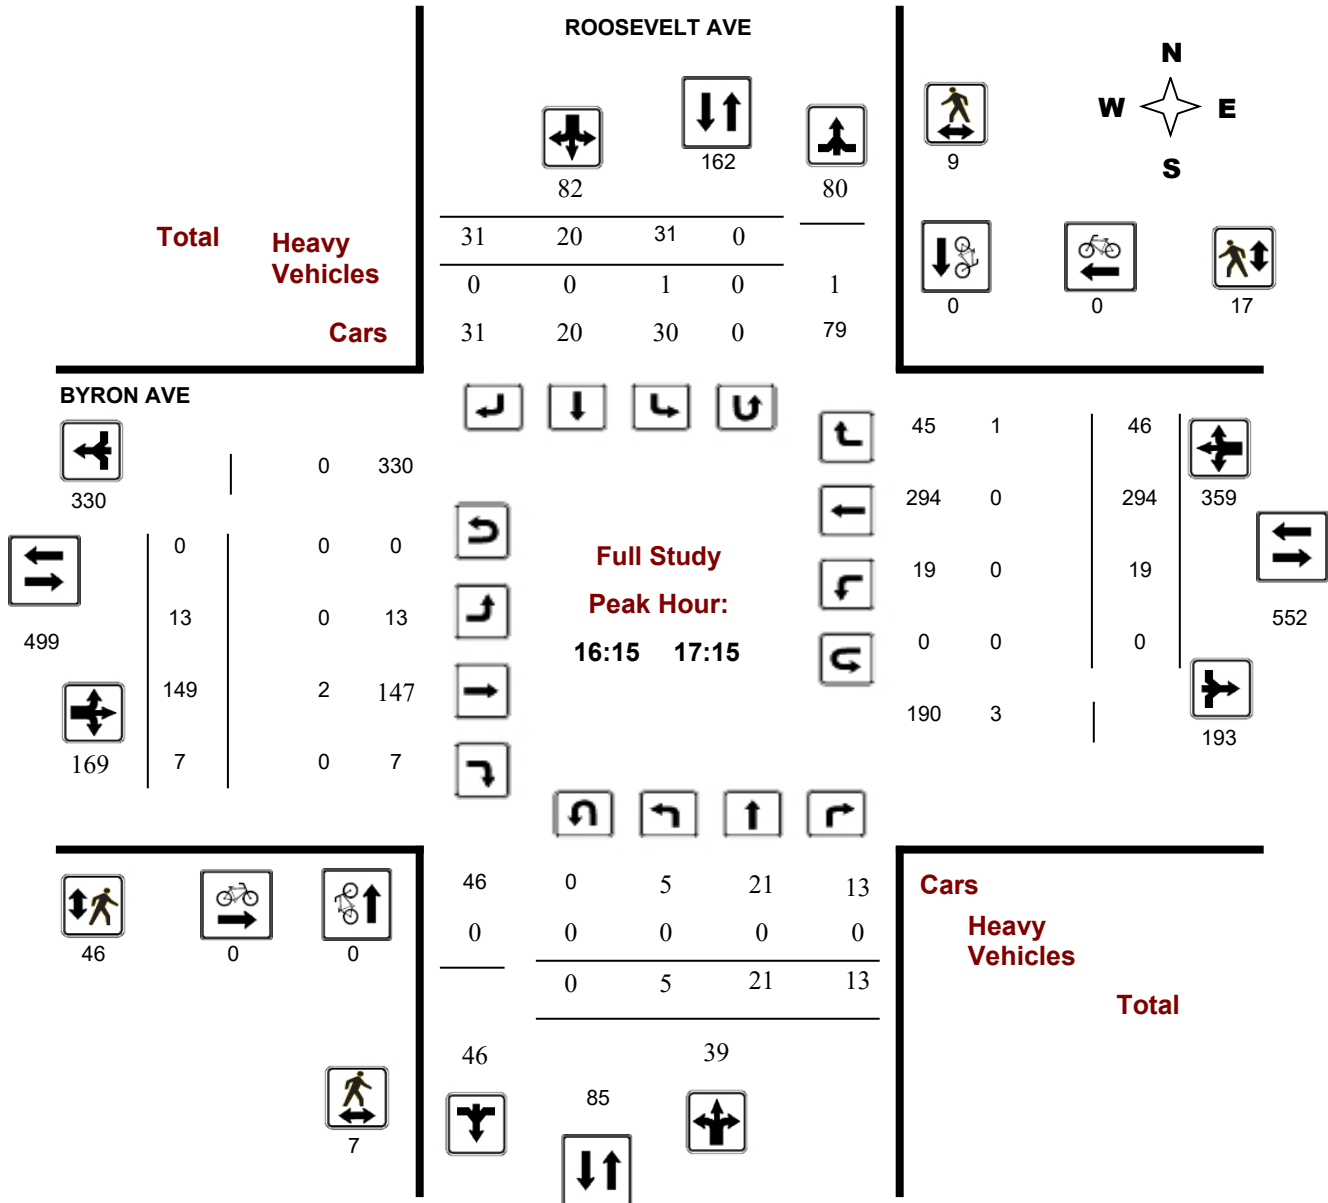 ROOSEVELT AVE
N
W E
S
162
9
82 80
Total Heavy Vehicles
31 20 31 0
0 0 1 0 1
Cars 31 20 30 0 79
0 0 17
BYRON AVE
45 1 46
330
0 330
294 0 294 359
0 0 0
Full Study
19 0 19
13 0 13
Peak Hour:
552
499
16:15 17:15
0 0 0
149 2 147
190 3
193
169 7 0 7
46 0 5 21 13
Cars
0 0 0 0 0
Heavy Vehicles
46 0 0
0 5 21 13
Total
46 39
85
7